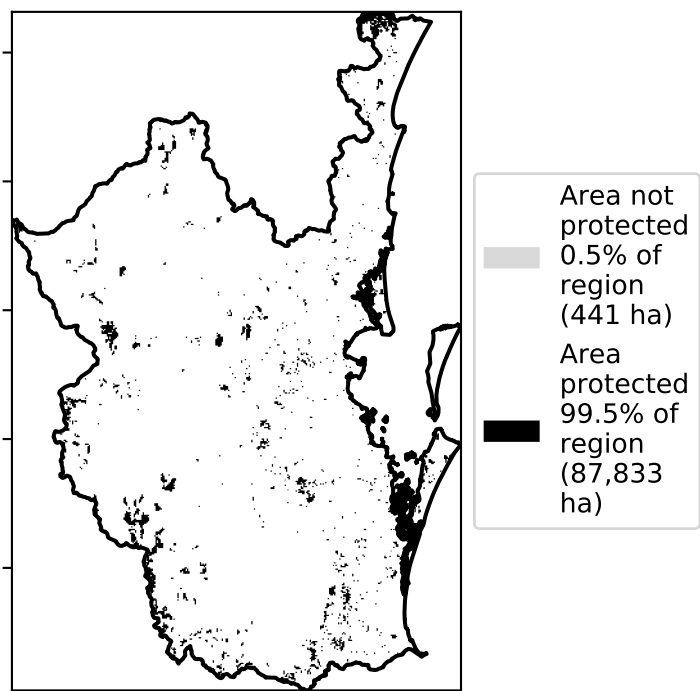 Area not
protected
0.5% of
region
(441 ha)
Area
protected
99.5% of
region
(87,833
ha)